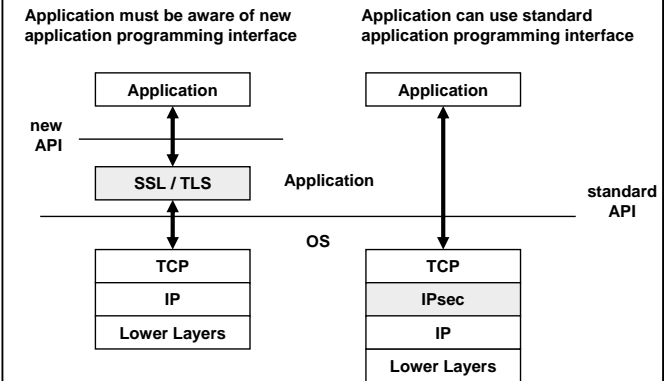 Application must be aware of new
application programming interface
Application can use standard
application programming interface
Application
Application
new
API
SSL / TLS
Application
standard
API
OS
TCP
IP
Lower Layers
TCP
IPsec
IP
Lower Layers